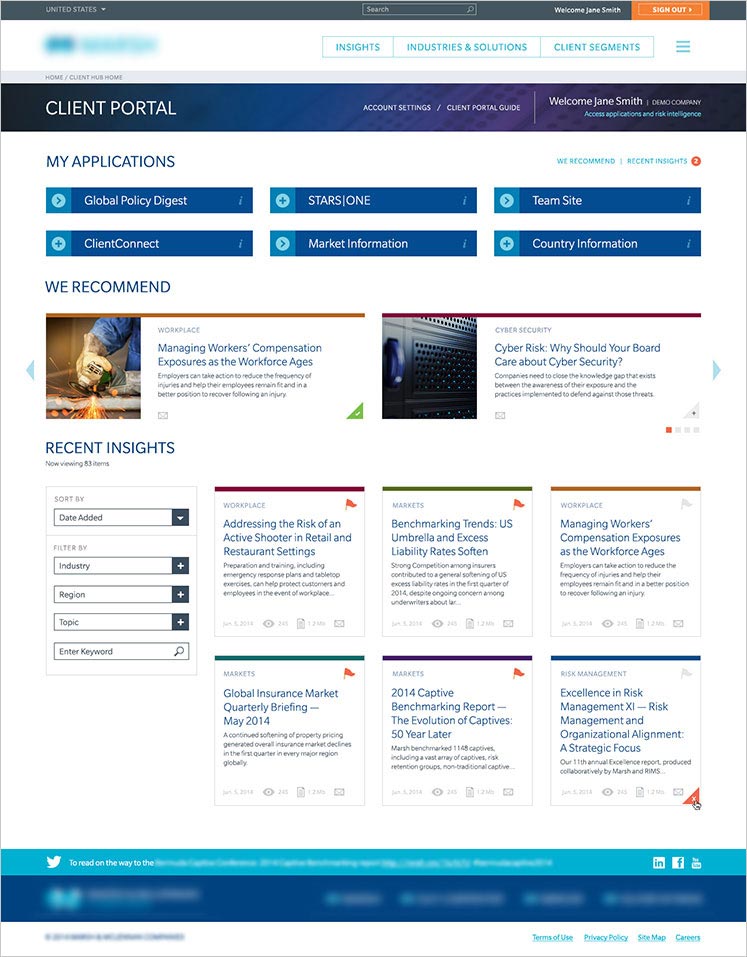 UNITED STATES
Search
Welcome Jane Smith
SIGN OUT >
MARSH
INSIGHTS
INDUSTRIES & SOLUTIONS
CLIENT SEGMENTS
HOME / CLIENT HUB HOME
CLIENT PORTAL
ACCOUNT SETTINGS / CLIENT PORTAL GUIDE
Welcome Jane Smith | DEMO COMPANY
Access applications and risk intelligence
MY APPLICATIONS
WE RECOMMEND | RECENT INSIGHTS 2
Global Policy Digest i
STARS|ONE i
Team Site i
ClientConnect i
Market Information i
Country Information i
WE RECOMMEND
WORKPLACE
Managing Workers' Compensation
Exposures as the Workforce Ages
Employers can take action to reduce the frequency of
injuries and help their employees remain fit and in a
better position to recover following an injury.
CYBER SECURITY
Cyber Risk: Why Should Your Board
Care about Cyber Security?
Companies need to close the knowledge gap that exists
between the awareness of their exposure and the
practices implemented to defend against those threats.
RECENT INSIGHTS
Now viewing 83 items
SORT BY
Date Added
FILTER BY
Industry
Region
Topic
Enter Keyword
WORKPLACE
Addressing the Risk of an
Active Shooter in Retail and
Restaurant Settings
Preparation and training, including
emergency response plans and tabletop
exercises, can help protect customers and
employees in the event of workplace...
Jun. 5, 2014 245 1.2 Mb
MARKETS
Benchmarking Trends: US
Umbrella and Excess
Liability Rates Soften
Strong Competition among insurers
contributed to a general softening of US
excess liability rates in the first quarter of
2014, despite ongoing concern among
underwriters about lar...
Jun. 5, 2014 245 1.2 Mb
WORKPLACE
Managing Workers'
Compensation Exposures
as the Workforce Ages
Employers can take action to reduce the
frequency of injuries and help their
employees remain fit and in a better position
to recover following an injury.
Jun. 5, 2014 245 1.2 Mb
MARKETS
Global Insurance Market
Quarterly Briefing —
May 2014
A continued softening of property pricing
generated overall insurance market declines
in the first quarter in every major region
globally.
Jun. 5, 2014 245 1.2 Mb
MARKETS
2014 Captive
Benchmarking Report —
The Evolution of Captives:
50 Year Later
Marsh benchmarked 1148 captives,
including a vast array of captives, risk
retention groups, non-traditional captive...
Jun. 5, 2014 245 1.2 Mb
RISK MANAGEMENT
Excellence in Risk
Management XI — Risk
Management and
Organizational Alignment:
A Strategic Focus
Our 11th annual Excellence report, produced
collaboratively by Marsh and RIMS...
Jun. 5, 2014 245 1.2 Mb
To read on the way to the
Terms of Use Privacy Policy Site Map Careers